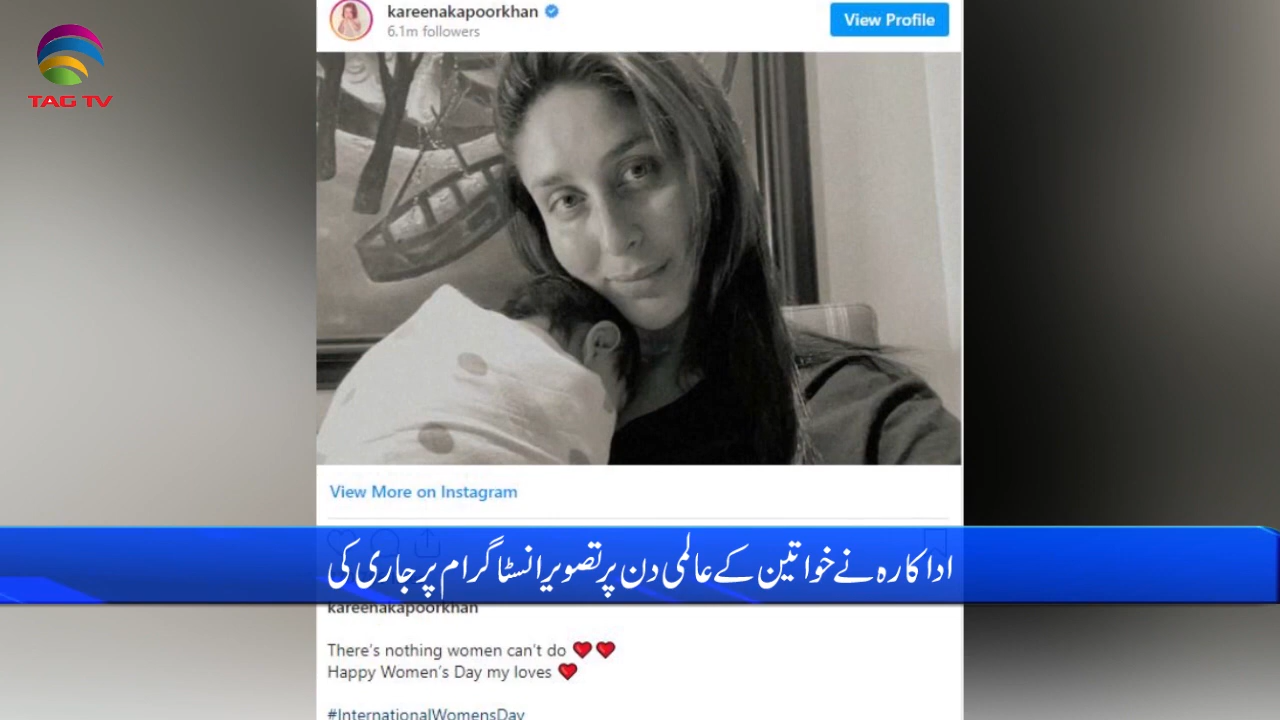 kareenakapoorkhan
6.1m followers
View Profile
TAG TV
View More on Instagram
اداکارہ نے خواتین کے عالمی دن پر تصویر انسٹاگرام پر جاری کی
kareenakapoorkhan
There's nothing women can't do ❤❤
Happy Women's Day my loves ❤
#InternationalWomensDay